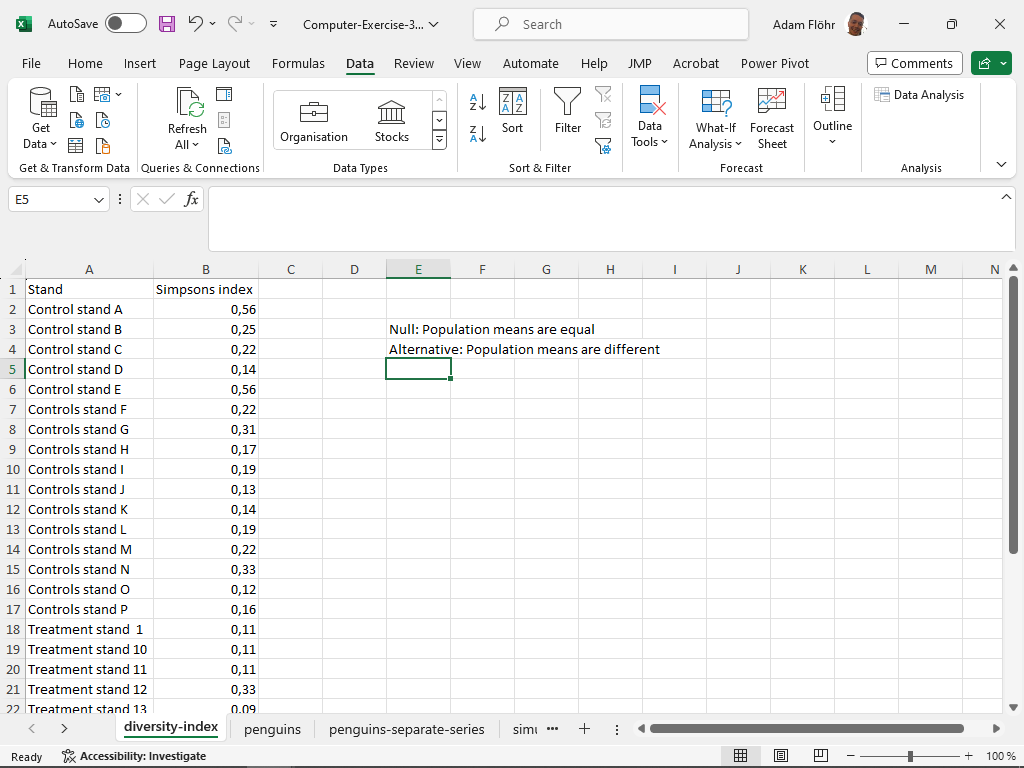 AutoSave
Computer-Exercise-3...
Search
Adam Flöhr
File Home Insert Page Layout Formulas Data Review View Automate Help JMP Acrobat Power Pivot
Comments
Get Data
Refresh All
Organisation
Stocks
Sort
Filter
Data Tools
What-If Analysis
Forecast Sheet
Outline
Data Analysis
Get & Transform Data
Queries & Connections
Data Types
Sort & Filter
Forecast
Analysis
E5
fx
A B C D E F G H I J K L M N
1 Stand Simpsons index
2 Control stand A 0,56
3 Control stand B 0,25 Null: Population means are equal
4 Control stand C 0,22 Alternative: Population means are different
5 Control stand D 0,14
6 Control stand E 0,56
7 Controls stand F 0,22
8 Controls stand G 0,31
9 Controls stand H 0,17
10 Controls stand I 0,19
11 Controls stand J 0,13
12 Controls stand K 0,14
13 Controls stand L 0,19
14 Controls stand M 0,22
15 Controls stand N 0,33
16 Controls stand O 0,12
17 Controls stand P 0,16
18 Treatment stand 1 0,11
19 Treatment stand 10 0,11
20 Treatment stand 11 0,11
21 Treatment stand 12 0,33
22 Treatment stand 13 0,09
diversity-index penguins penguins-separate-series simu ...
Ready
Accessibility: Investigate
100 %